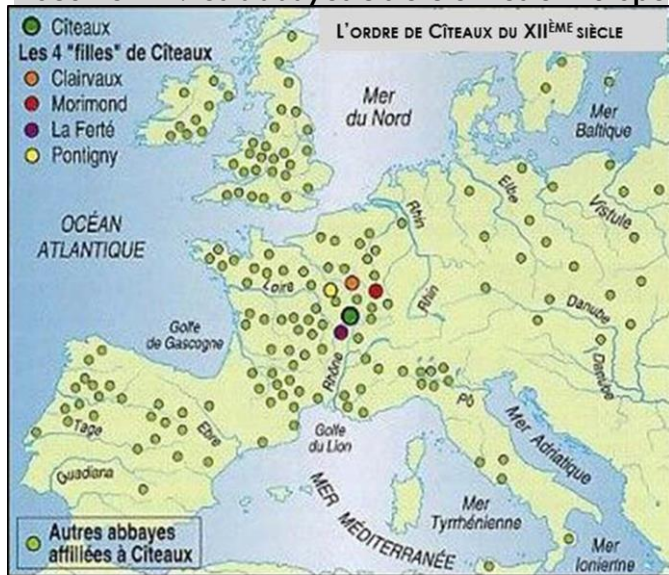 Cîteaux
L'ORDRE DE CÎTEAUX DU XIIÈME SIÈCLE
Les 4 "filles" de Cîteaux
Clairvaux
Morimond
La Ferté
Pontigny
Mer
du Nord
Mer
Baltique
OCÉAN
ATLANTIQUE
Rhin
Elbe
Vistule
Loire
Rhin
Danube
Golfe
de Gascogne
Rhône
Danube
Pô
Tage
Ebre
Golfe
du Lion
Mer Adriatique
Guadiana
MER MÉDITERRANÉE
Mer
Tyrrhénienne
Autres abbayes
affiliées à Cîteaux
Mer
Ionienne